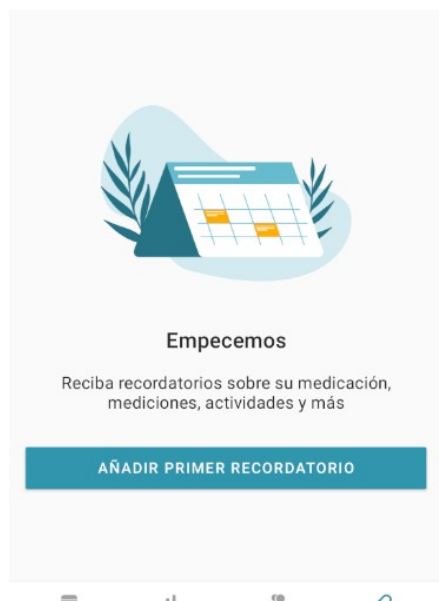 Empecemos
Reciba recordatorios sobre su medicación,
mediciones, actividades y más
AÑADIR PRIMER RECORDATORIO